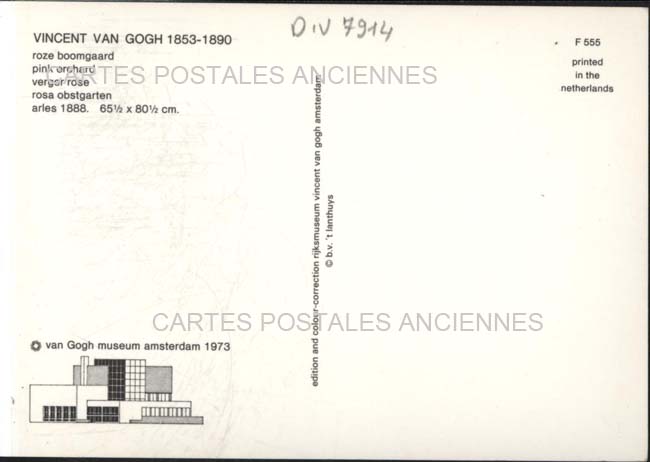 DIV 7914
VINCENT VAN GOGH 1853-1890
roze boomgaard
pink orchard
verger rose
rosa obstgarten
arles 1888. 65½ x 80½ cm.
F 555
printed
in the
netherlands
CARTES POSTALES ANCIENNES
edition and colour-correction rijksmuseum vincent van gogh amsterdam
© b.v. 't lanthuys
CARTES POSTALES ANCIENNES
van Gogh museum amsterdam 1973